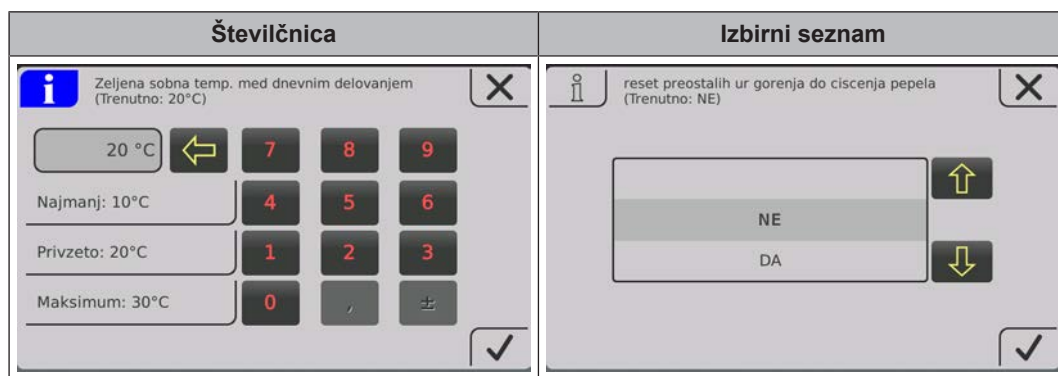 Številčnica
Izbirni seznam
i
Zeljena sobna temp. med dnevnim delovanjem
(Trenutno: 20°C)
20 °C
7 8 9
Najmanj: 10°C
4 5 6
Privzeto: 20°C
1 2 3
Maksimum: 30°C
0 , ±
i
reset preostalih ur gorenja do ciscenja pepela
(Trenutno: NE)
NE
DA